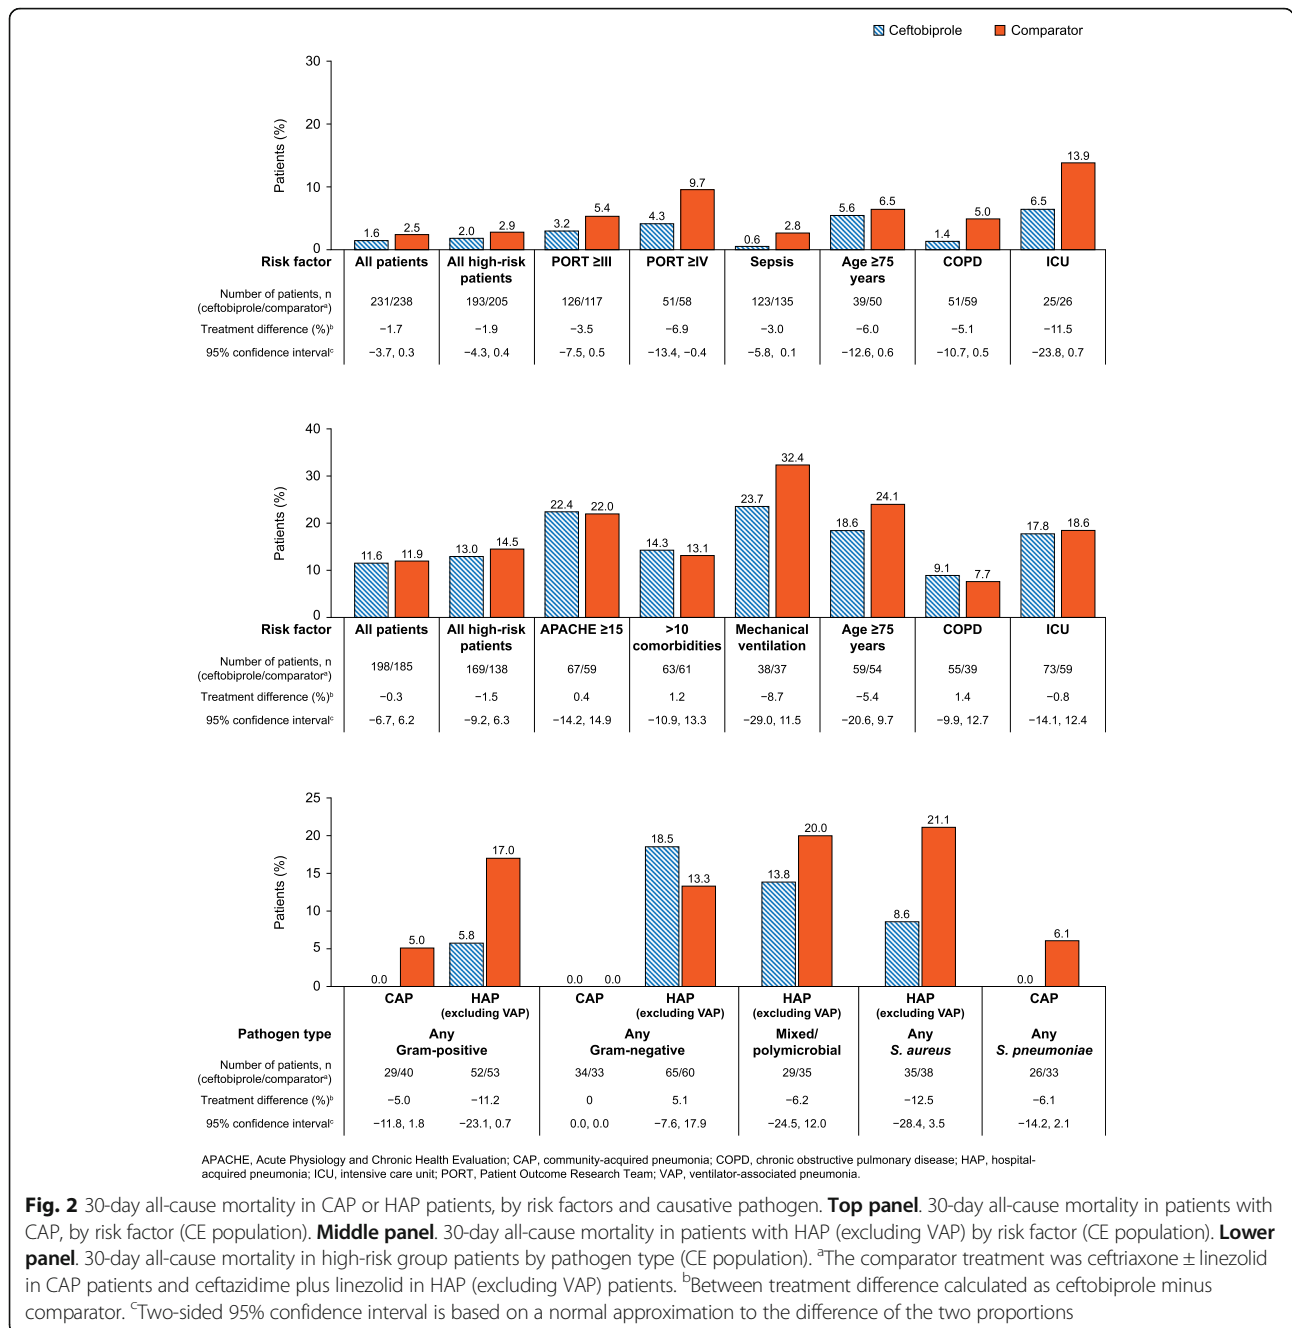 Ceftobiprole Comparator
30
20
10
0
Patients (%)
1.6 2.5 2.0 2.9 3.2 5.4 4.3 9.7 0.6 2.8 5.6 6.5 1.4 5.0 6.5 13.9
Risk factor All patients All high-risk patients PORT ≥III PORT ≥IV Sepsis Age ≥75 years COPD ICU
Number of patients, n (ceftobiprole/comparatorᵃ) 231/238 193/205 126/117 51/58 123/135 39/50 51/59 25/26
Treatment difference (%)ᵇ −1.7 −1.9 −3.5 −6.9 −3.0 −6.0 −5.1 −11.5
95% confidence intervalᶜ −3.7, 0.3 −4.3, 0.4 −7.5, 0.5 −13.4, −0.4 −5.8, 0.1 −12.6, 0.6 −10.7, 0.5 −23.8, 0.7
40
30
20
10
0
Patients (%)
11.6 11.9 13.0 14.5 22.4 22.0 14.3 13.1 23.7 32.4 18.6 24.1 9.1 7.7 17.8 18.6
Risk factor All patients All high-risk patients APACHE ≥15 >10 comorbidities Mechanical ventilation Age ≥75 years COPD ICU
Number of patients, n (ceftobiprole/comparatorᵃ) 198/185 169/138 67/59 63/61 38/37 59/54 55/39 73/59
Treatment difference (%)ᵇ −0.3 −1.5 0.4 1.2 −8.7 −5.4 1.4 −0.8
95% confidence intervalᶜ −6.7, 6.2 −9.2, 6.3 −14.2, 14.9 −10.9, 13.3 −29.0, 11.5 −20.6, 9.7 −9.9, 12.7 −14.1, 12.4
25
20
15
10
5
0
Patients (%)
0.0 5.0 5.8 17.0 0.0 0.0 18.5 13.3 13.8 20.0 8.6 21.1 0.0 6.1
CAP HAP (excluding VAP) CAP HAP (excluding VAP) HAP (excluding VAP) HAP (excluding VAP) CAP
Pathogen type Any Gram-positive Any Gram-negative Mixed/ polymicrobial Any S. aureus Any S. pneumoniae
Number of patients, n (ceftobiprole/comparatorᵃ) 29/40 52/53 34/33 65/60 29/35 35/38 26/33
Treatment difference (%)ᵇ −5.0 −11.2 0 5.1 −6.2 −12.5 −6.1
95% confidence intervalᶜ −11.8, 1.8 −23.1, 0.7 0.0, 0.0 −7.6, 17.9 −24.5, 12.0 −28.4, 3.5 −14.2, 2.1
APACHE, Acute Physiology and Chronic Health Evaluation; CAP, community-acquired pneumonia; COPD, chronic obstructive pulmonary disease; HAP, hospital-
acquired pneumonia; ICU, intensive care unit; PORT, Patient Outcome Research Team; VAP, ventilator-associated pneumonia.
Fig. 2 30-day all-cause mortality in CAP or HAP patients, by risk factors and causative pathogen. Top panel. 30-day all-cause mortality in patients with
CAP, by risk factor (CE population). Middle panel. 30-day all-cause mortality in patients with HAP (excluding VAP) by risk factor (CE population). Lower
panel. 30-day all-cause mortality in high-risk group patients by pathogen type (CE population). ᵃThe comparator treatment was ceftriaxone ± linezolid
in CAP patients and ceftazidime plus linezolid in HAP (excluding VAP) patients. ᵇBetween treatment difference calculated as ceftobiprole minus
comparator. ᶜTwo-sided 95% confidence interval is based on a normal approximation to the difference of the two proportions